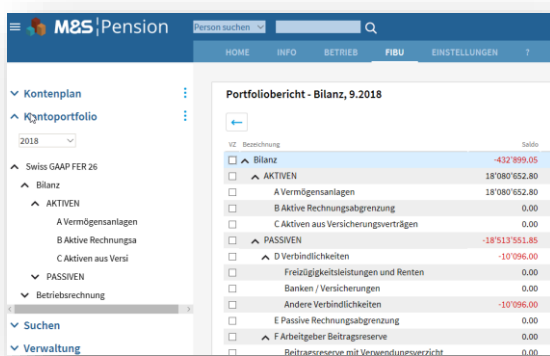 M&S Pension
Person suchen
HOME INFO BETRIEB FIBU EINSTELLUNGEN ?
Kontenplan
Kontoportfolio
2018
Swiss GAAP FER 26
Bilanz
AKTIVEN
A Vermögensanlagen
B Aktive Rechnungsa
C Aktiven aus Versi
PASSIVEN
Betriebsrechnung
Suchen
Verwaltung
Portfoliobericht - Bilanz, 9.2018
VZ Bezeichnung Saldo
Bilanz -432'899.05
AKTIVEN 18'080'652.80
A Vermögensanlagen 18'080'652.80
B Aktive Rechnungsabgrenzung 0.00
C Aktiven aus Versicherungsverträgen 0.00
PASSIVEN -18'513'551.85
D Verbindlichkeiten -10'096.00
Freizügigkeitsleistungen und Renten 0.00
Banken / Versicherungen 0.00
Andere Verbindlichkeiten -10'096.00
E Passive Rechnungsabgrenzung 0.00
F Arbeitgeber Beitragsreserve 0.00
Beitragsreserve mit Verwendungsverzicht 0.00